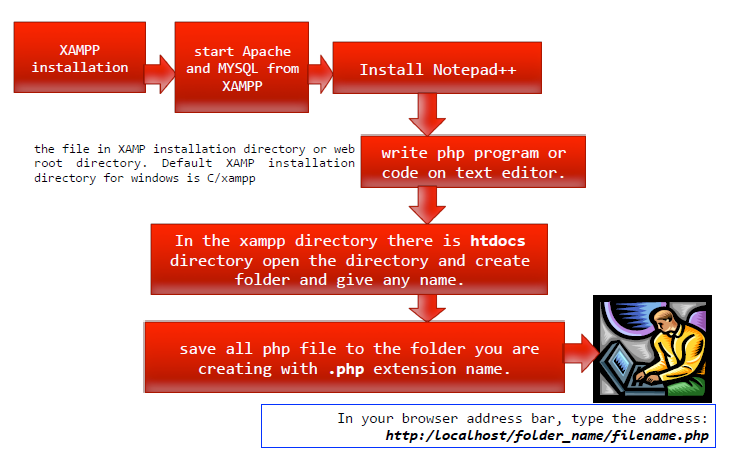 XAMPP
installation
start Apache
and MYSQL from
XAMPP
Install Notepad++
the file in XAMP installation directory or web
root directory. Default XAMP installation
directory for windows is C/xampp
write php program or
code on text editor.
In the xampp directory there is htdocs
directory open the directory and create
folder and give any name.
save all php file to the folder you are
creating with .php extension name.
In your browser address bar, type the address:
http:/localhost/folder_name/filename.php